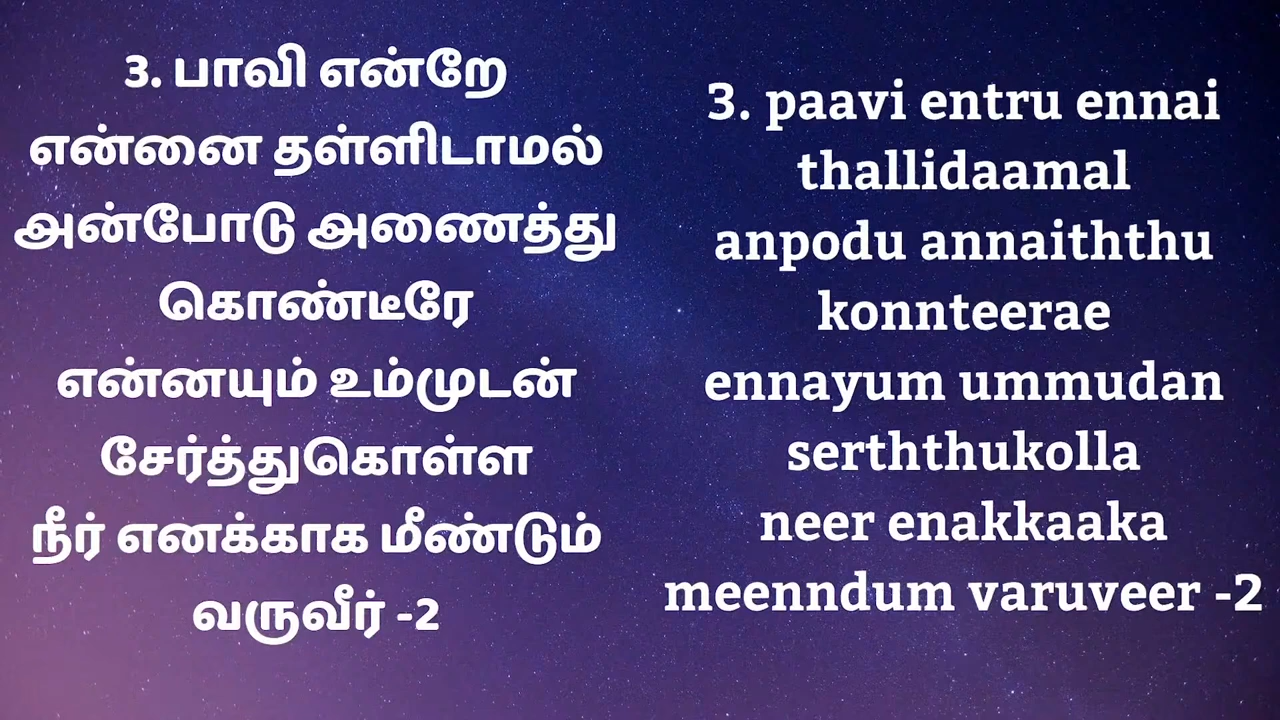 3. பாவி என்றே
என்னை தள்ளிடாமல்
அன்போடு அணைத்து
கொண்டீரே
என்னயும் உம்முடன்
சேர்த்துகொள்ள
நீர் எனக்காக மீண்டும்
வருவீர் -2
3. paavi entru ennai
thallidaamal
anpodu annaiththu
konnteerae
ennayum ummudan
serththukolla
neer enakkaaka
meenndum varuveer -2